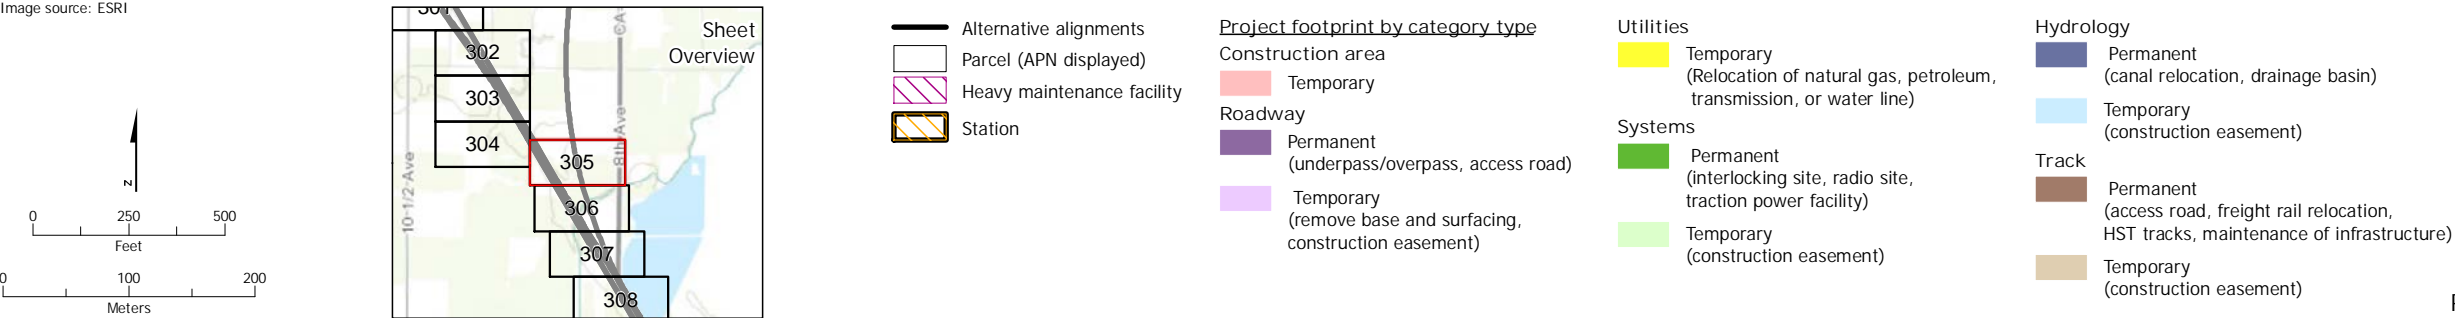 Image source: ESRI
N
0 250 500
Feet
0 100 200
Meters
Sheet
Overview
302
303
304
305
306
307
308
10-1/2-Ave
8th Ave
CA-
Alternative alignments
Parcel (APN displayed)
Heavy maintenance facility
Station
Project footprint by category type
Construction area
Temporary
Roadway
Permanent
(underpass/overpass, access road)
Temporary
(remove base and surfacing,
construction easement)
Utilities
Temporary
(Relocation of natural gas, petroleum,
transmission, or water line)
Systems
Permanent
(interlocking site, radio site,
traction power facility)
Temporary
(construction easement)
Hydrology
Permanent
(canal relocation, drainage basin)
Temporary
(construction easement)
Track
Permanent
(access road, freight rail relocation,
HST tracks, maintenance of infrastructure)
Temporary
(construction easement)